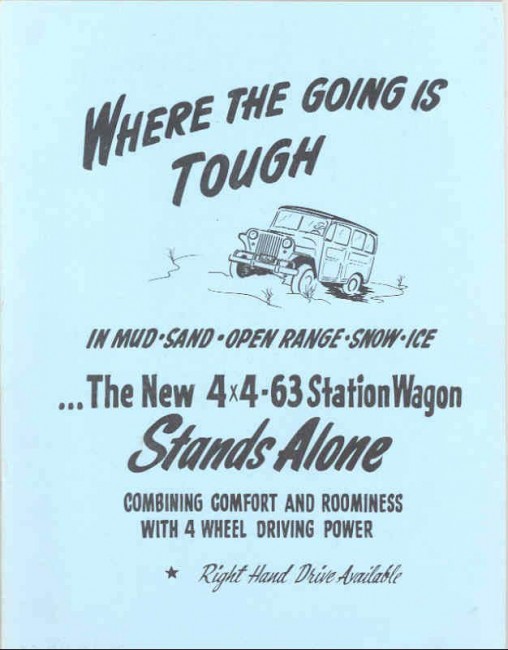 WHERE THE GOING IS
TOUGH
IN MUD•SAND•OPEN RANGE•SNOW•ICE
...The New 4x4-63 Station Wagon
Stands Alone
COMBINING COMFORT AND ROOMINESS
WITH 4 WHEEL DRIVING POWER
★ Right Hand Drive Available